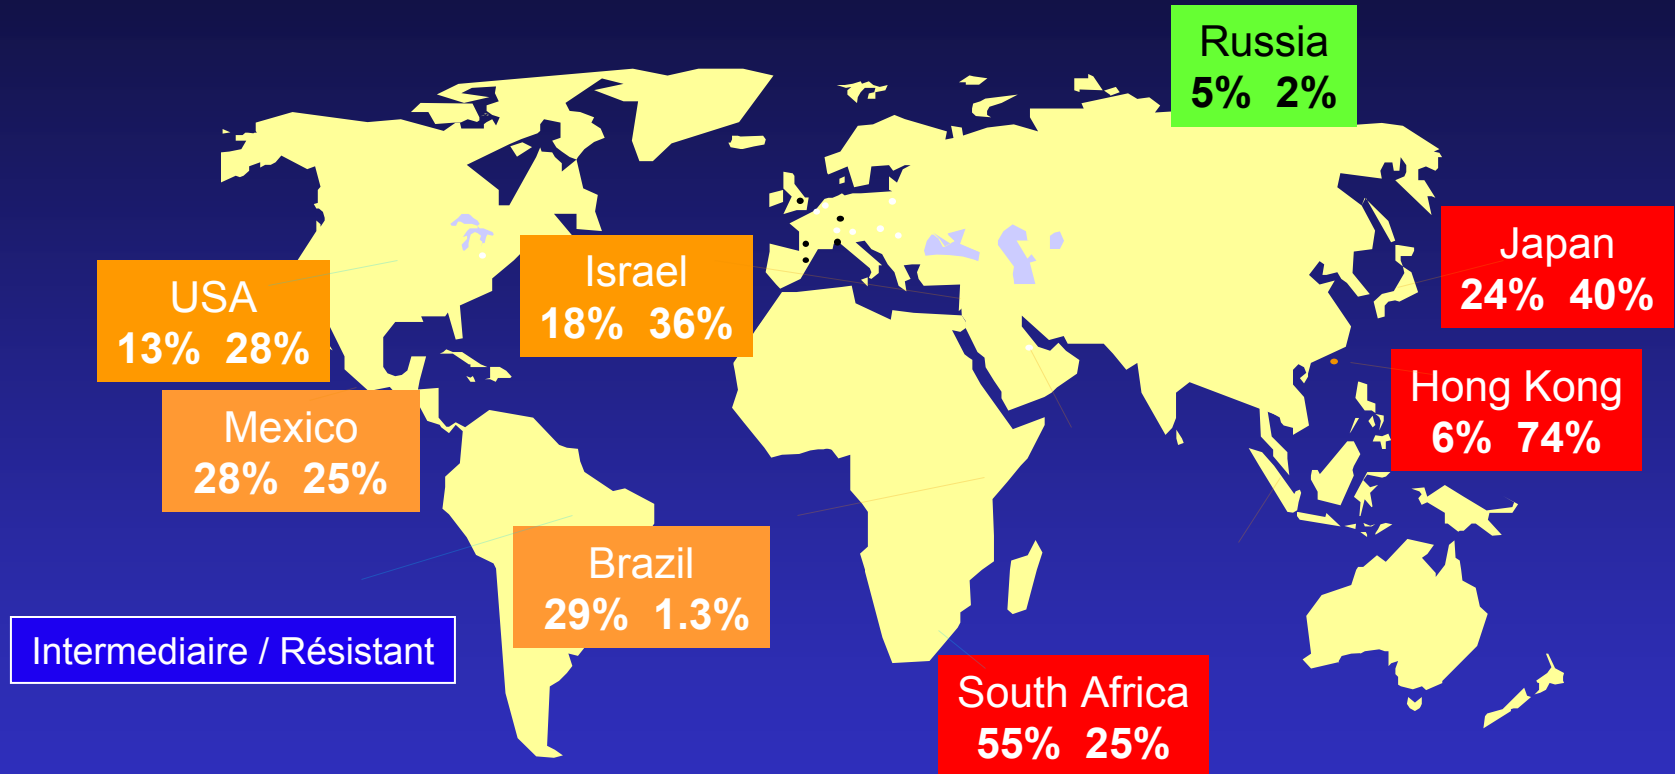 Russia
5% 2%
Japan
24% 40%
USA
13% 28%
Israel
18% 36%
Hong Kong
6% 74%
Mexico
28% 25%
Brazil
29% 1.3%
Intermediaire / Résistant
South Africa
55% 25%